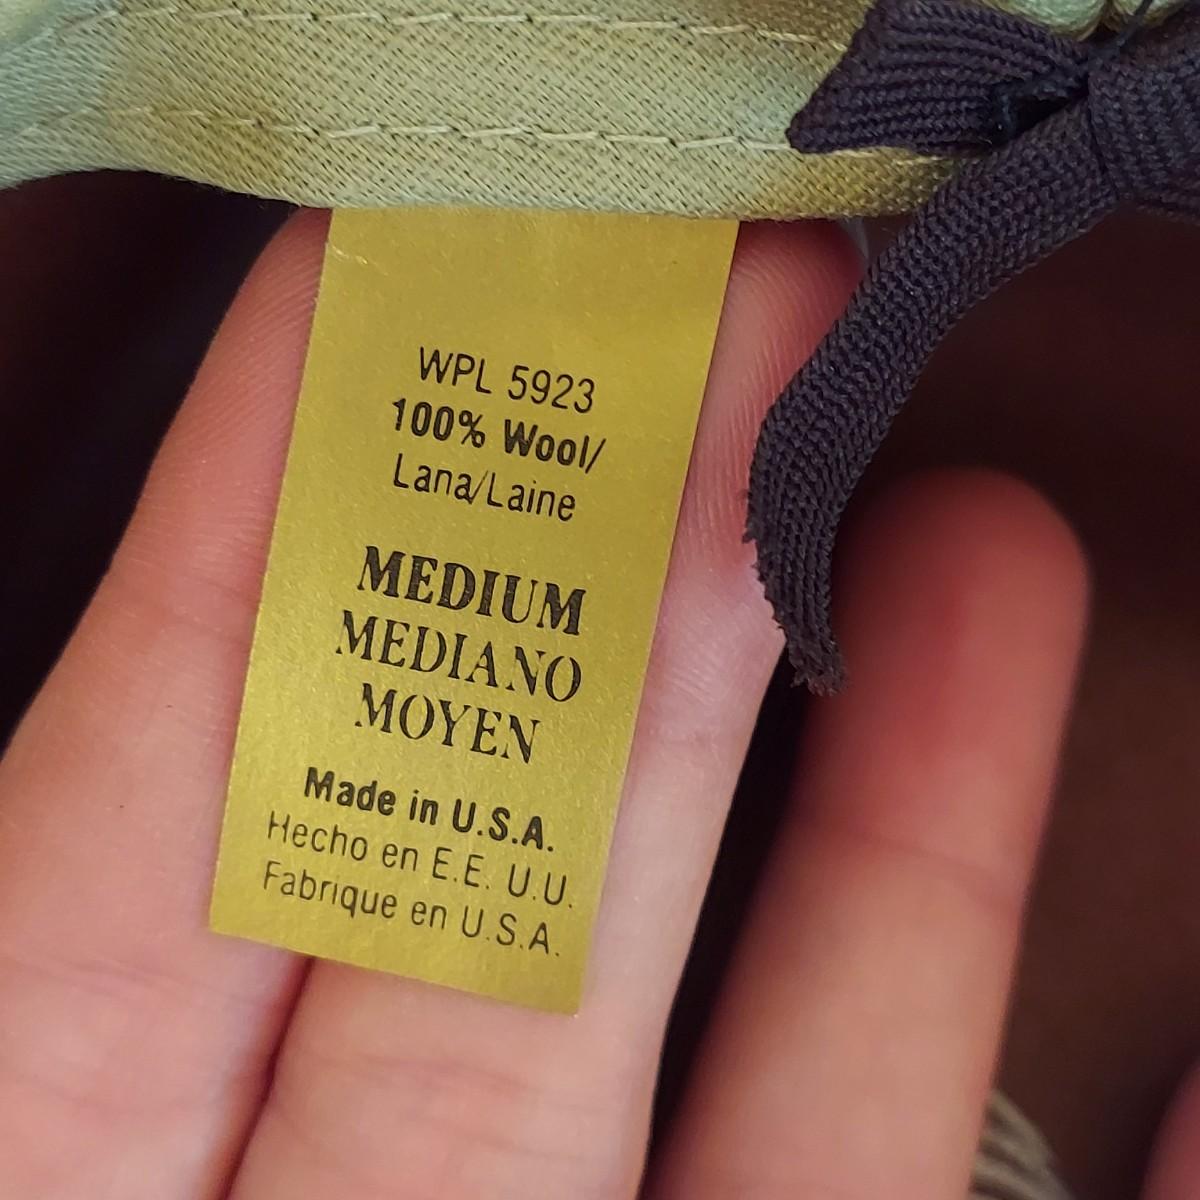 WPL 5923
100% Wool/
Lana/Laine
MEDIUM
MEDIANO
MOYEN
Made in U.S.A.
Hecho en E.E. U.U.
Fabrique en U.S.A.